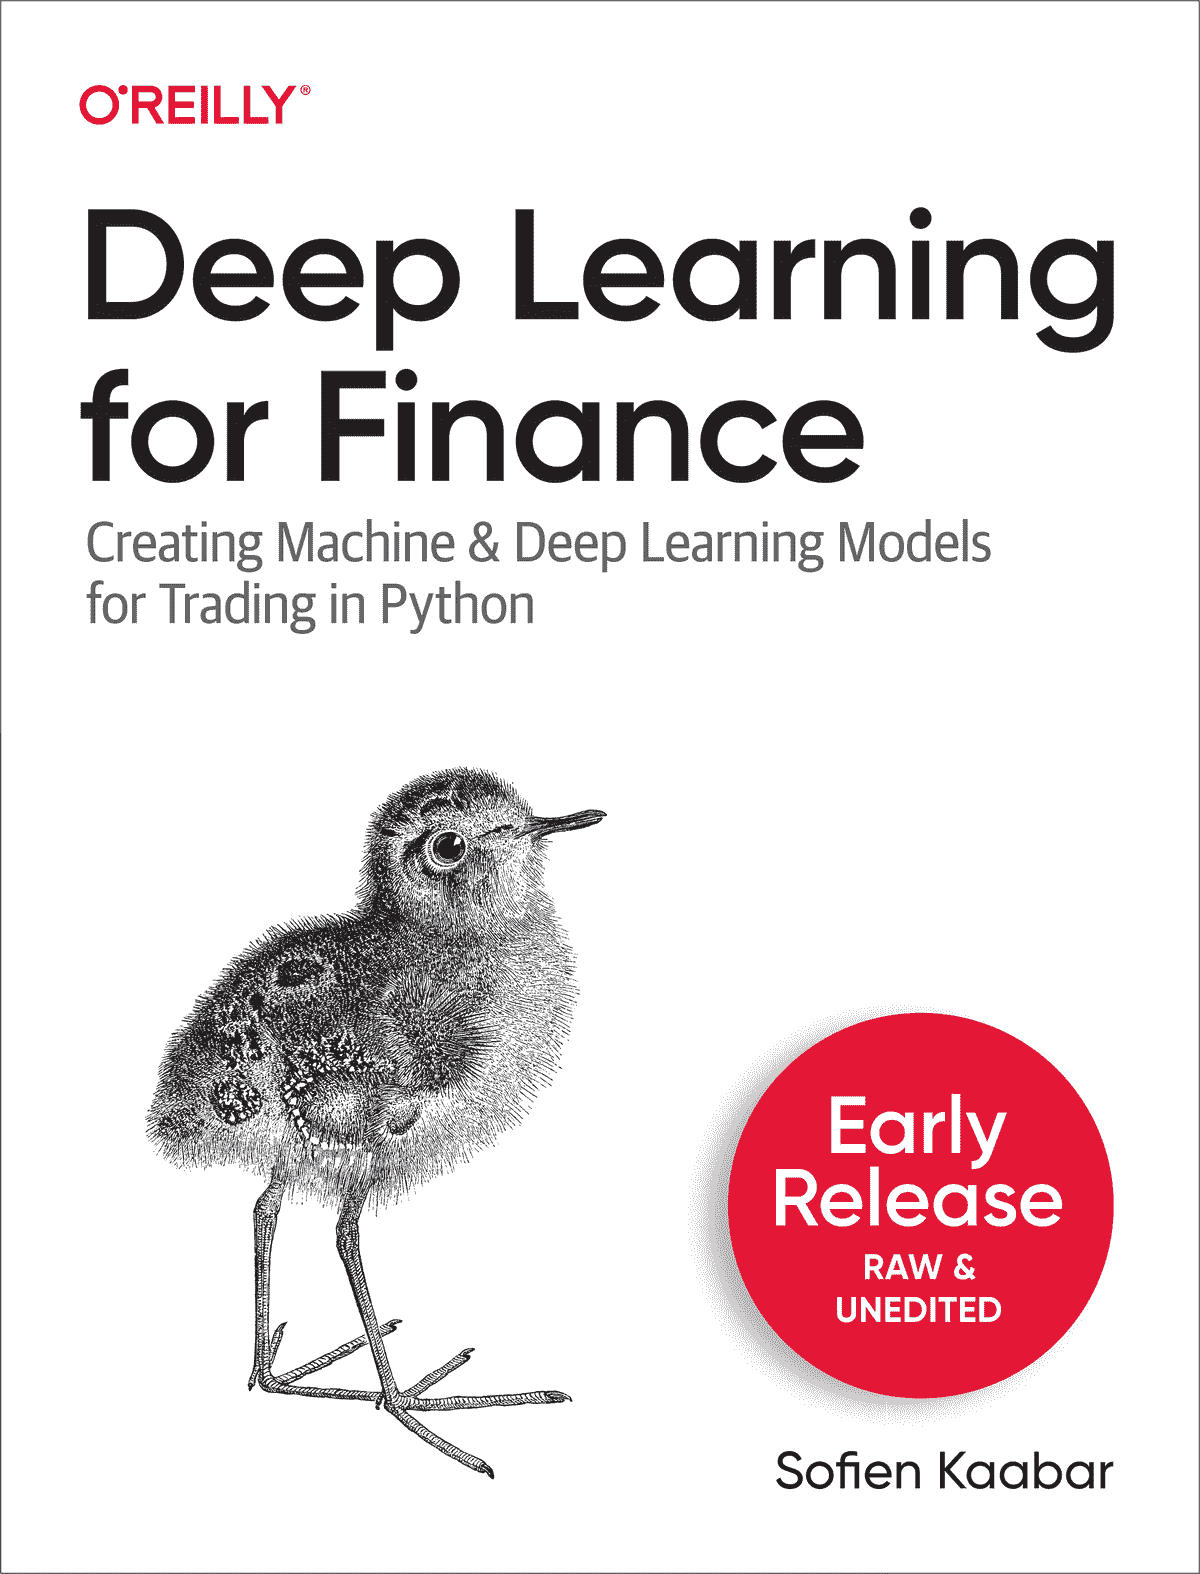 O'REILLY®
Deep Learning
for Finance
Creating Machine & Deep Learning Models
for Trading in Python
Early
Release
RAW &
UNEDITED
Sofien Kaabar